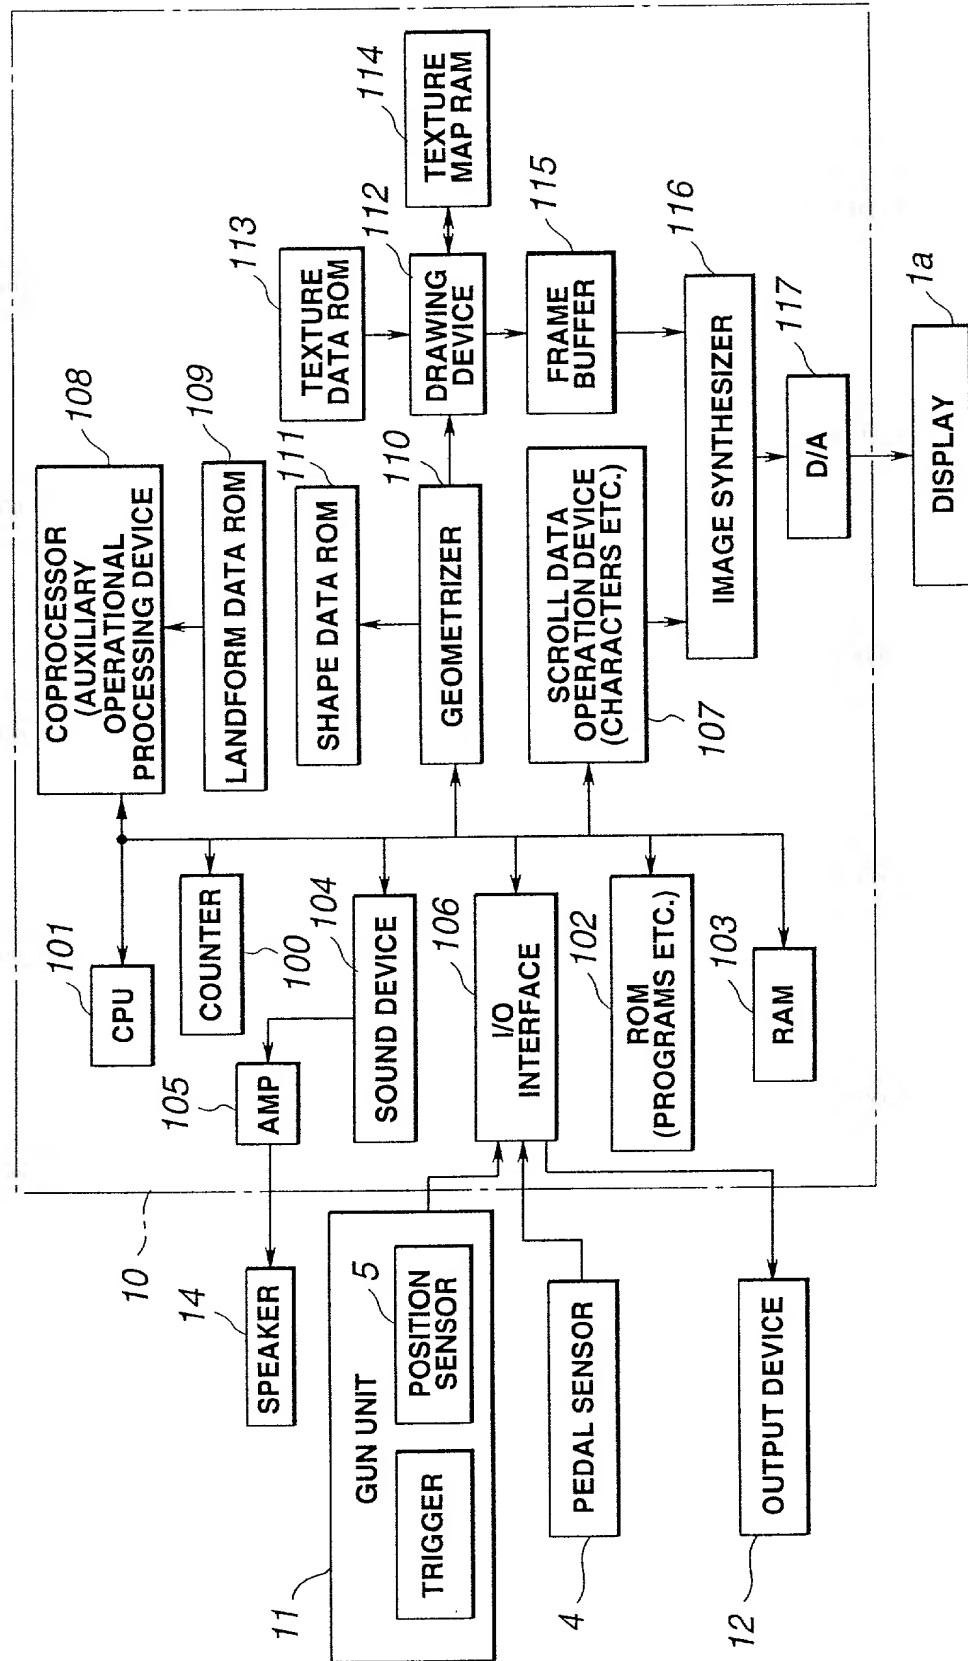 10
14
SPEAKER
105
AMP
101
CPU
COUNTER
100
104
SOUND DEVICE
11
GUN UNIT
TRIGGER
5
POSITION
SENSOR
106
I/O
INTERFACE
4
PEDAL SENSOR
102
ROM
(PROGRAMS ETC.)
12
OUTPUT DEVICE
103
RAM
108
COPROCESSOR
(AUXILIARY
OPERATIONAL
PROCESSING DEVICE)
109
LANDFORM DATA ROM
111
SHAPE DATA ROM
110
GEOMETRIZER
113
TEXTURE
DATA ROM
112
DRAWING
DEVICE
114
TEXTURE
MAP RAM
115
FRAME
BUFFER
SCROLL DATA
OPERATION DEVICE
(CHARACTERS ETC.)
107
116
IMAGE SYNTHESIZER
117
D/A
1a
DISPLAY